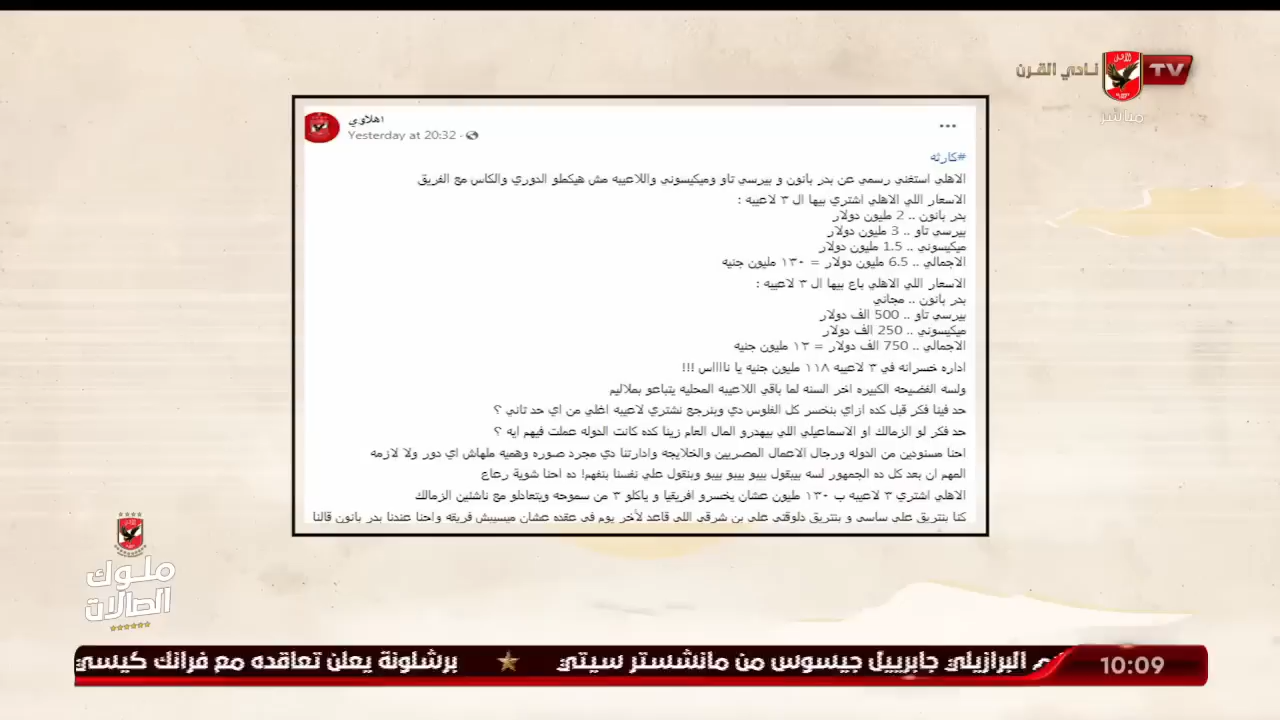 TV
نادي القرن
مباشر
اهلاوي
Yesterday at 20:32
#كارثه
الاهلي استغني رسمي عن بدر بانون و بيرسي تاو وميكيسوني واللاعيبه مش هيكملو الدوري والكاس مع الفريق
الاسعار اللي الاهلي اشتري بيها ال ٣ لاعيبه :
بدر بانون .. 2 مليون دولار
بيرسي تاو .. 3 مليون دولار
ميكيسوني .. 1.5 مليون دولار
الاجمالي .. 6.5 مليون دولار = ١٣٠ مليون جنيه
الاسعار اللي الاهلي باع بيها ال ٣ لاعيبه :
بدر بانون .. مجاني
بيرسي تاو .. 500 الف دولار
ميكيسوني .. 250 الف دولار
الاجمالي .. 750 الف دولار = ١٢ مليون جنيه
اداره خسرانه في ٣ لاعيبه ١١٨ مليون جنيه يا ناااااس !!!
ولسه الفضيحه الكبيره اخر السنه لما باقي اللاعيبه المحليه يتباعو بملاليم
حد فينا فكر قبل كده ازاي بنخسر كل الفلوس دي وبنرجع نشتري لاعيبه اغلي من اي حد تاني ؟
حد فكر لو الزمالك او الاسماعيلي اللي بيهدرو المال العام زينا كده كانت الدوله عملت فيهم ايه ؟
احنا مسنودين من الدوله ورجال الاعمال المصريين والخلايجه وادارتنا دي مجرد صوره وهميه ملهاش اي دور ولا لازمه
المهم ان بعد كل ده الجمهور لسه بيقول بيبو بيبو بيبو وبنقول علي نفسنا بنفهم! ده احنا شوية رعاع
الاهلي اشتري ٣ لاعيبه ب ١٣٠ مليون عشان يخسرو افريقيا و ياكلو ٣ من سموحه ويتعادلو مع ناشئين الزمالك
كنا بنتريق علي ساسي و بنتريق دلوقتي علي بن شرقي اللي قاعد لأخر يوم في عقده عشان ميسيبش فريقه واحنا عندنا بدر بانون قالنا
ملوك
الصالات
البرازيلي جابرييل جيسوس من مانشستر سيتي ★ برشلونة يعلن تعاقده مع فرانك كيسي
10:09